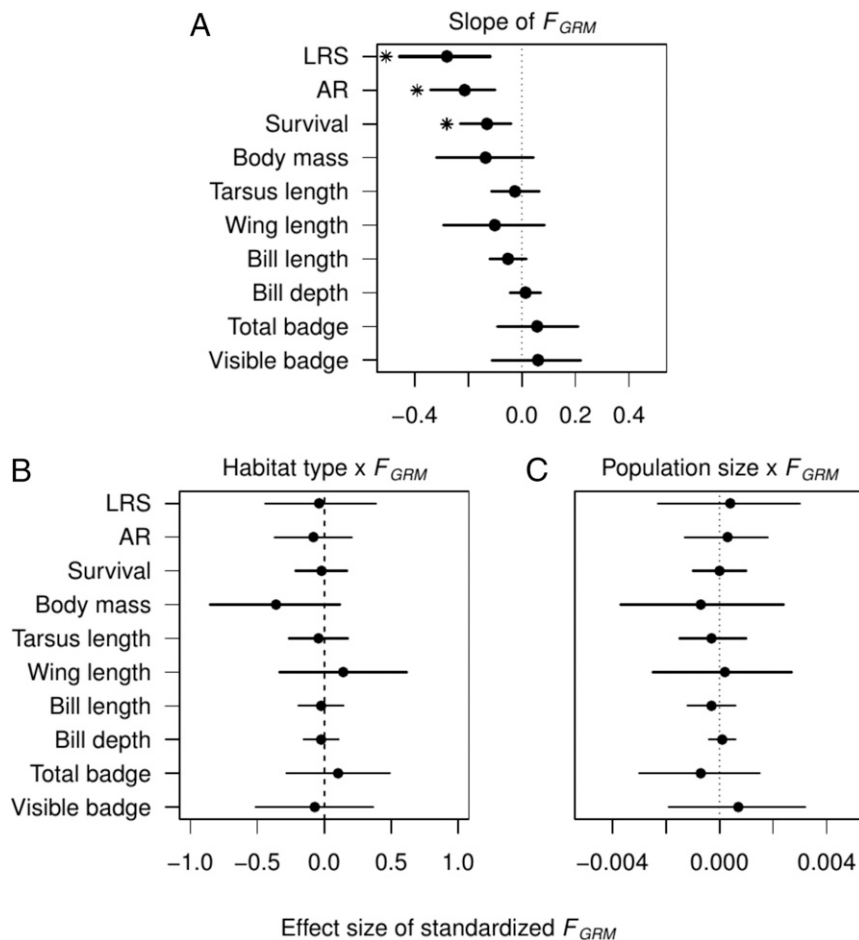 A
Slope of F_GRM
LRS
*
AR
*
Survival
*
Body mass
Tarsus length
Wing length
Bill length
Bill depth
Total badge
Visible badge
−0.4 0.0 0.2 0.4
B
Habitat type x F_GRM
LRS
AR
Survival
Body mass
Tarsus length
Wing length
Bill length
Bill depth
Total badge
Visible badge
−1.0 −0.5 0.0 0.5 1.0
C
Population size x F_GRM
−0.004 0.000 0.004
Effect size of standardized F_GRM